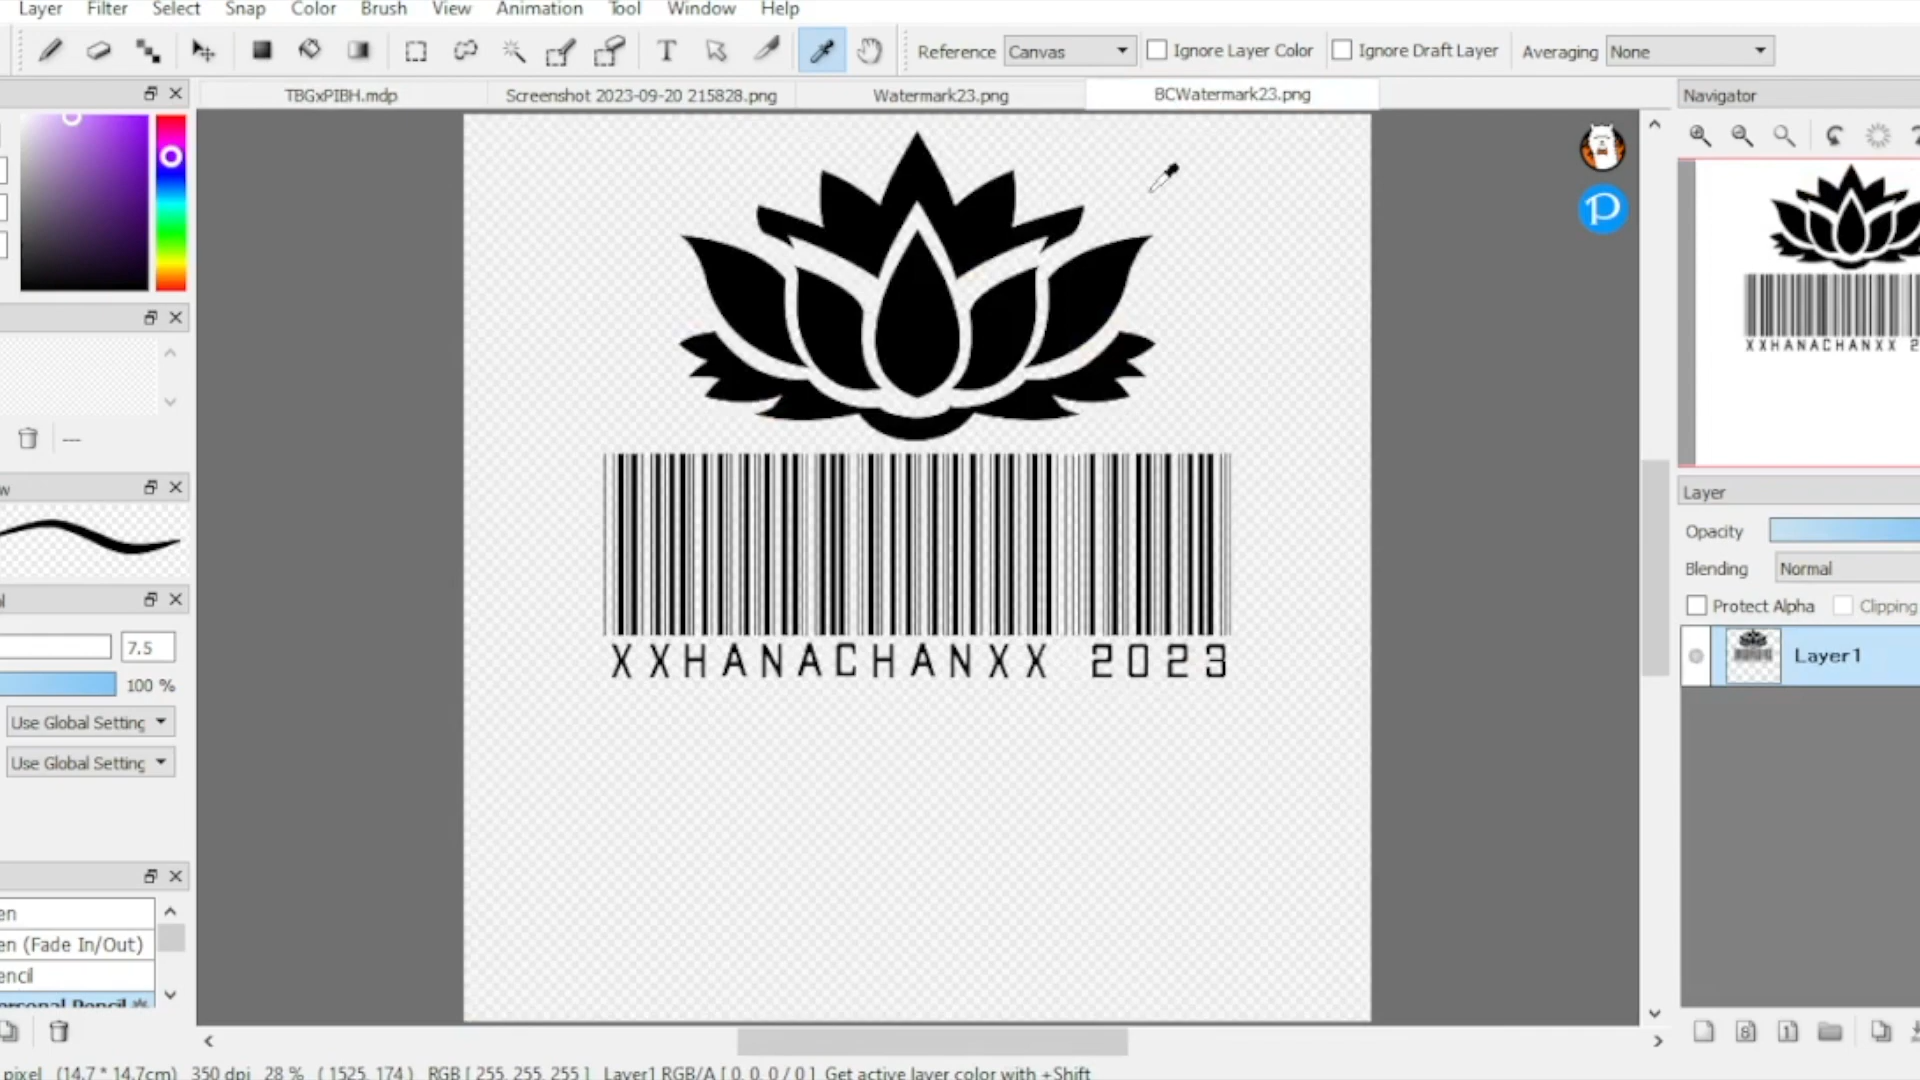 Layer Filter Select Snap Color Brush View Animation Tool Window Help
Reference Canvas Ignore Layer Color Ignore Draft Layer Averaging None
TBGxPIBH.mdp Screenshot 2023-09-20 215828.png Watermark23.png BCWatermark23.png
Navigator
XXHANACHANXX 2
XXHANACHANXX 2023
7.5
100 %
Use Global Setting
Use Global Setting
en
en (Fade In/Out)
encil
ersonal Pencil
Layer
Opacity
Blending Normal
Protect Alpha Clipping
Layer1
pixel (14.7 * 14.7cm) 350 dpi 28 % ( 1525, 174 ) RGB [ 255, 255, 255 ] Layer1 RGB/A [ 0, 0, 0 / 0 ] Get active layer color with +Shift